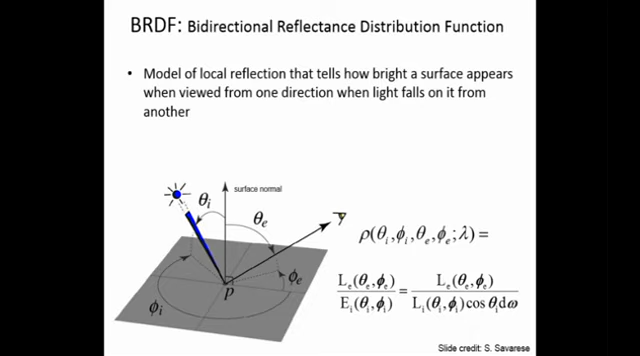 BRDF: Bidirectional Reflectance Distribution Function
• Model of local reflection that tells how bright a surface appears
when viewed from one direction when light falls on it from
another
surface normal
θi
θe
ρ(θi,ϕi,θe,ϕe;λ)=
ϕe
P
ϕi
Le(θe,ϕe)/Ei(θi,ϕi) = Le(θe,ϕe)/Li(θi,ϕi)cos θidω
Slide credit: S. Savarese